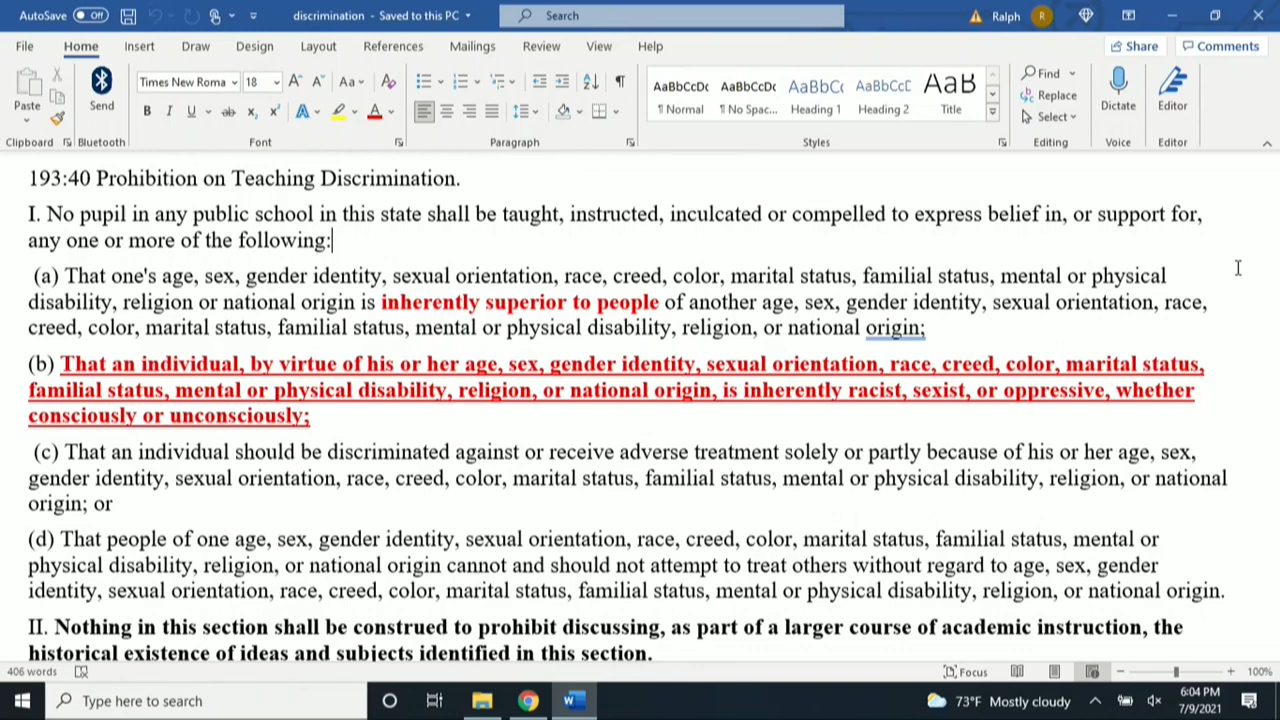 AutoSave Off discrimination - Saved to this PC Search Ralph R
File Home Insert Draw Design Layout References Mailings Review View Help Share Comments
Times New Roma 18 Aa AaBbCcDc AaBbCcDc AaBbC( AaBbCcC AaB Find
Paste Send B I U ab x₂ x² A A ¶ Normal ¶ No Spac... Heading 1 Heading 2 Title Replace Select Dictate Editor
Clipboard Bluetooth Font Paragraph Styles Editing Voice Editor
193:40 Prohibition on Teaching Discrimination.
I. No pupil in any public school in this state shall be taught, instructed, inculcated or compelled to express belief in, or support for,
any one or more of the following:
(a) That one's age, sex, gender identity, sexual orientation, race, creed, color, marital status, familial status, mental or physical
disability, religion or national origin is inherently superior to people of another age, sex, gender identity, sexual orientation, race,
creed, color, marital status, familial status, mental or physical disability, religion, or national origin;
(b) That an individual, by virtue of his or her age, sex, gender identity, sexual orientation, race, creed, color, marital status,
familial status, mental or physical disability, religion, or national origin, is inherently racist, sexist, or oppressive, whether
consciously or unconsciously;
(c) That an individual should be discriminated against or receive adverse treatment solely or partly because of his or her age, sex,
gender identity, sexual orientation, race, creed, color, marital status, familial status, mental or physical disability, religion, or national
origin; or
(d) That people of one age, sex, gender identity, sexual orientation, race, creed, color, marital status, familial status, mental or
physical disability, religion, or national origin cannot and should not attempt to treat others without regard to age, sex, gender
identity, sexual orientation, race, creed, color, marital status, familial status, mental or physical disability, religion, or national origin.
II. Nothing in this section shall be construed to prohibit discussing, as part of a larger course of academic instruction, the
historical existence of ideas and subjects identified in this section.
406 words Focus 100%
Type here to search 73°F Mostly cloudy 6:04 PM
7/9/2021